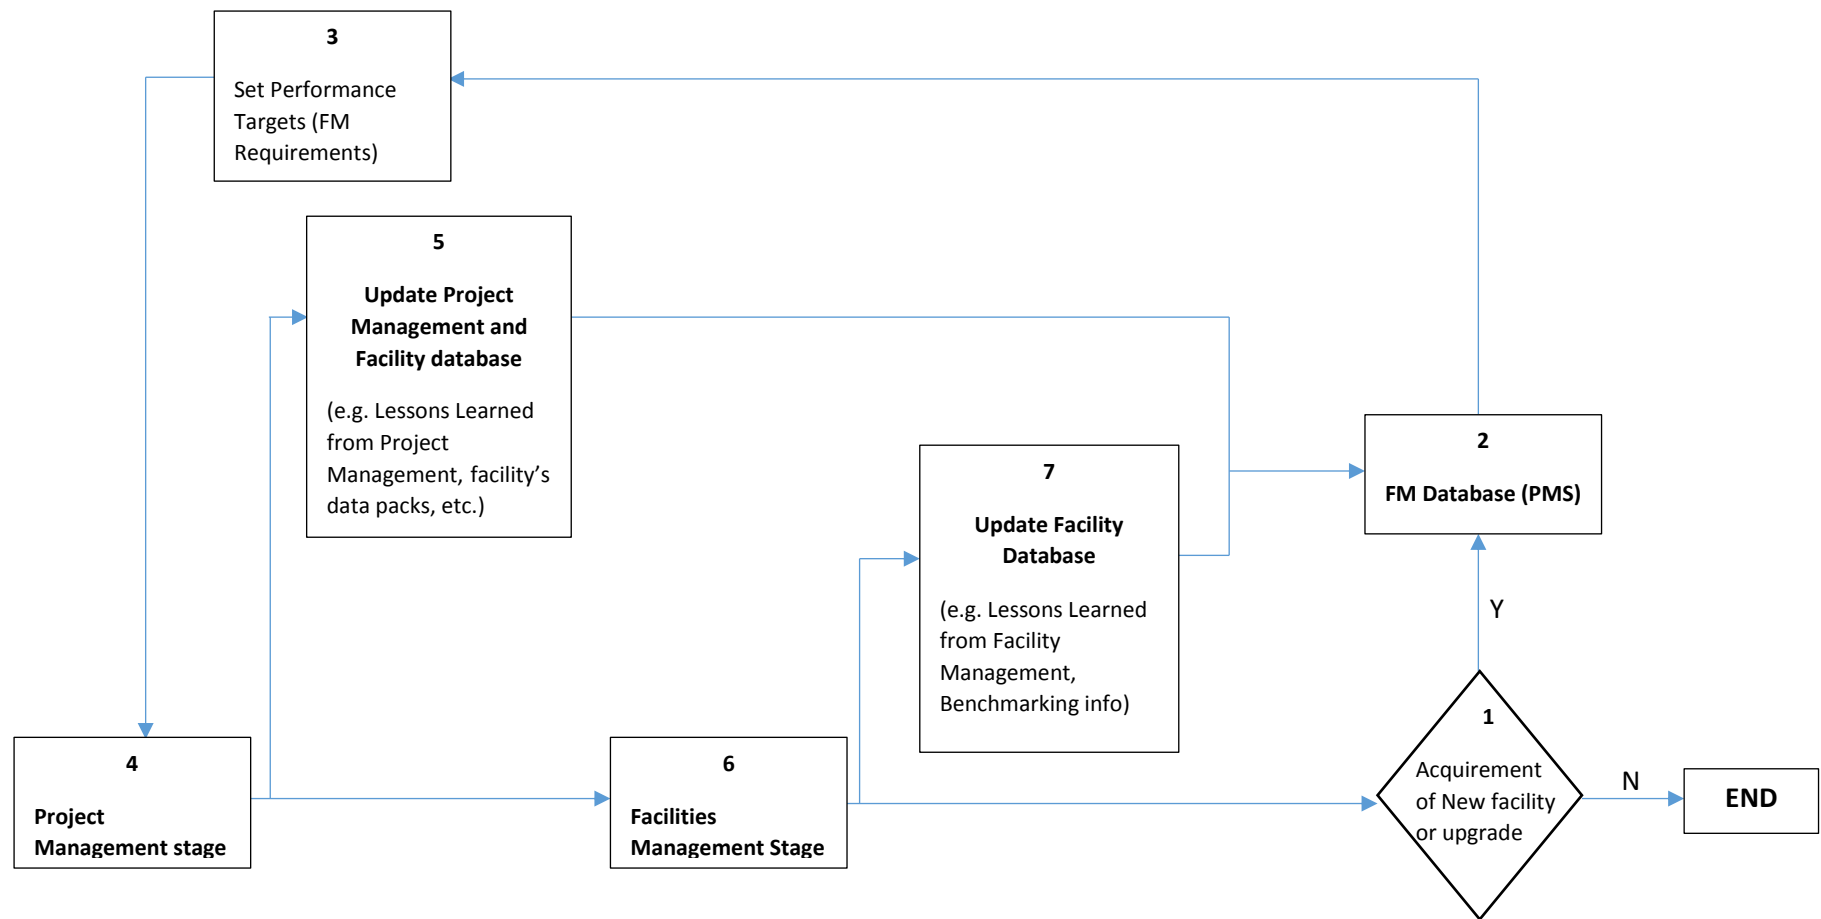 3
Set Performance
Targets (FM
Requirements)
5
Update Project
Management and
Facility database
(e.g. Lessons Learned
from Project
Management, facility’s
data packs, etc.)
2
FM Database (PMS)
7
Update Facility
Database
(e.g. Lessons Learned
from Facility
Management,
Benchmarking info)
Y
4
Project
Management stage
6
Facilities
Management Stage
1
Acquirement
of New facility
or upgrade
N
END